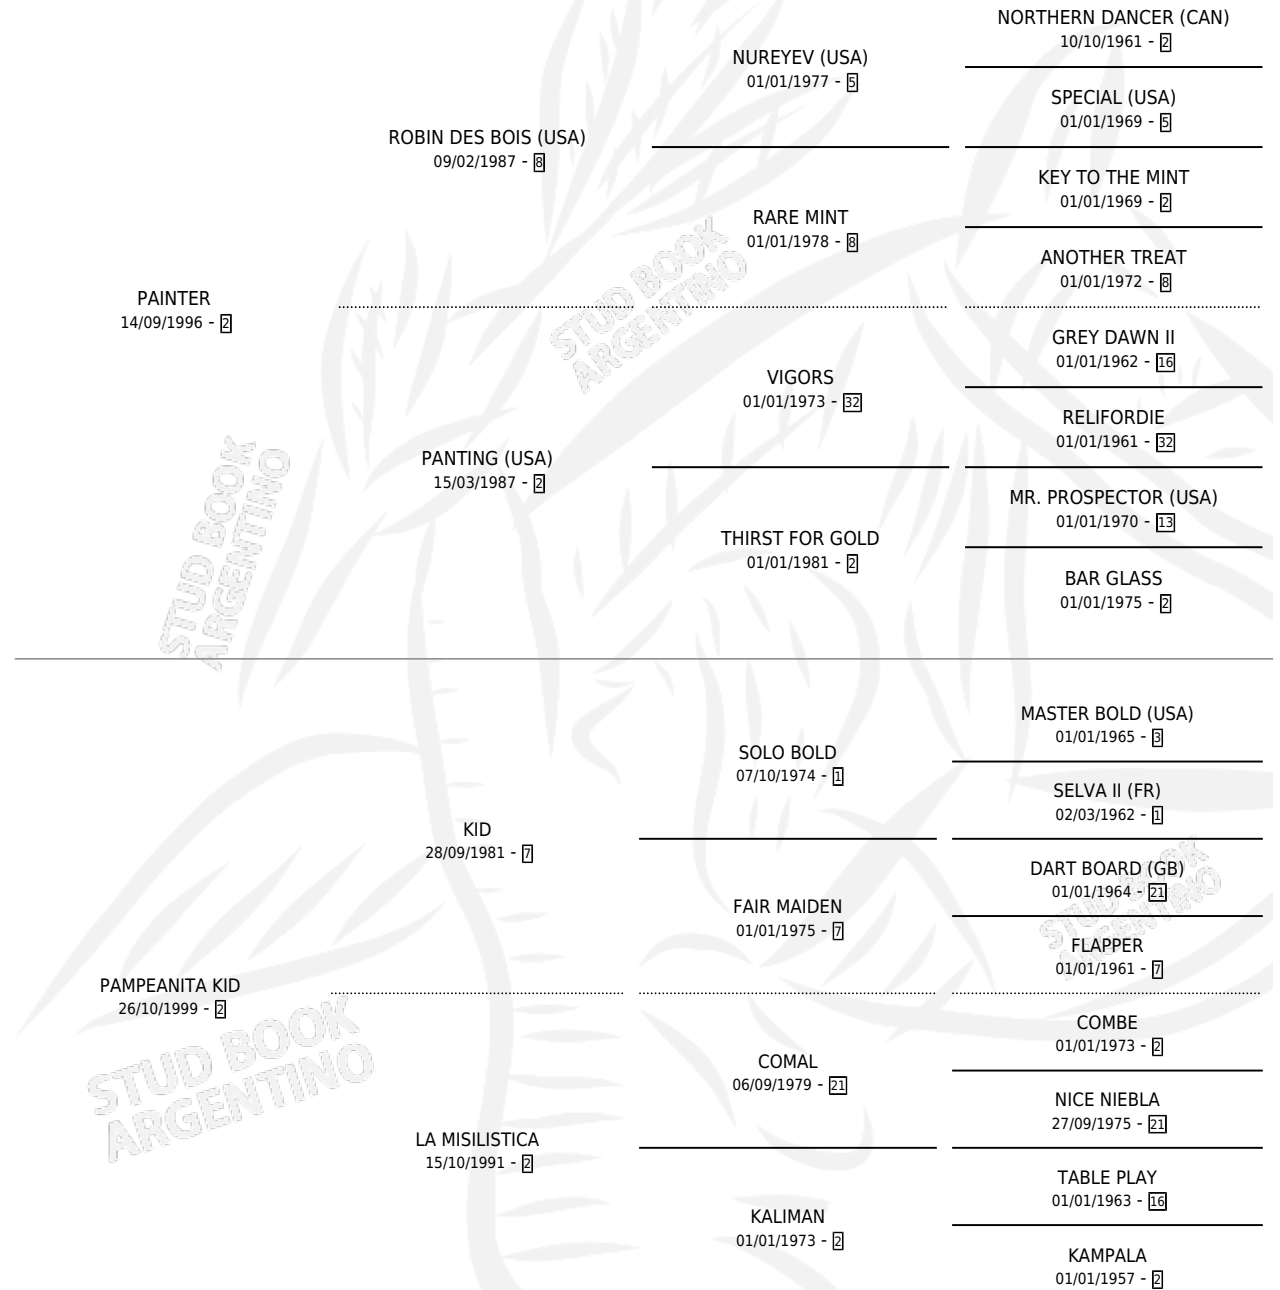 NORTHERN DANCER (CAN)
10/10/1961 - 2
NUREYEV (USA)
01/01/1977 - 5
SPECIAL (USA)
01/01/1969 - 5
ROBIN DES BOIS (USA)
09/02/1987 - 8
KEY TO THE MINT
01/01/1969 - 2
RARE MINT
01/01/1978 - 8
ANOTHER TREAT
01/01/1972 - 8
PAINTER
14/09/1996 - 2
GREY DAWN II
01/01/1962 - 16
VIGORS
01/01/1973 - 32
RELIFORDIE
01/01/1961 - 32
PANTING (USA)
15/03/1987 - 2
MR. PROSPECTOR (USA)
01/01/1970 - 13
THIRST FOR GOLD
01/01/1981 - 2
BAR GLASS
01/01/1975 - 2
MASTER BOLD (USA)
01/01/1965 - 3
SOLO BOLD
07/10/1974 - 1
SELVA II (FR)
02/03/1962 - 1
KID
28/09/1981 - 7
DART BOARD (GB)
01/01/1964 - 21
FAIR MAIDEN
01/01/1975 - 7
FLAPPER
01/01/1961 - 7
PAMPEANITA KID
26/10/1999 - 2
COMBE
01/01/1973 - 2
COMAL
06/09/1979 - 21
NICE NIEBLA
27/09/1975 - 21
LA MISILISTICA
15/10/1991 - 2
TABLE PLAY
01/01/1963 - 16
KALIMAN
01/01/1973 - 2
KAMPALA
01/01/1957 - 2
STUD BOOK
ARGENTINO
STUD BOOK
ARGENTINO
STUD BOOK
ARGENTINO
STUD BOOK
ARGENTINO